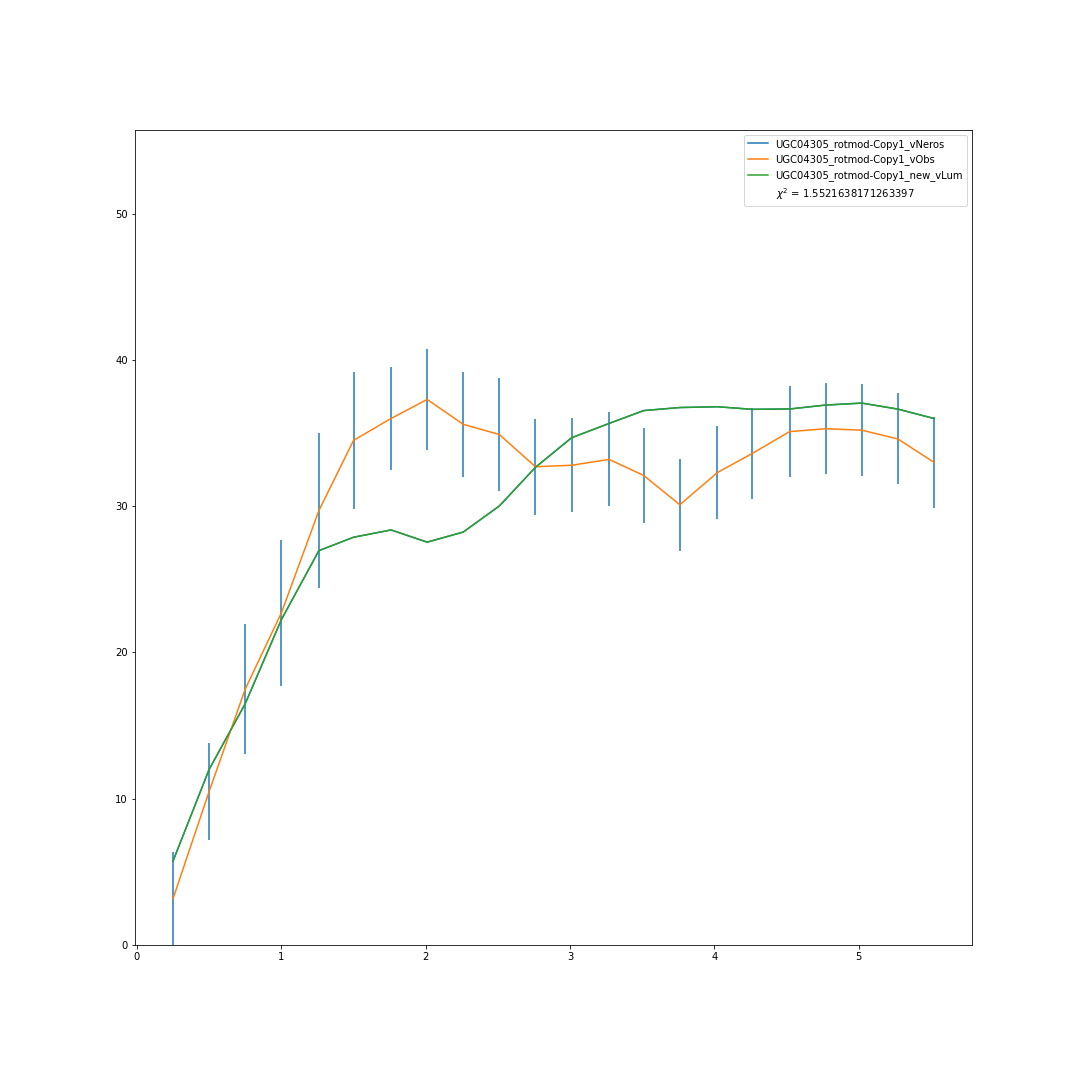 UGC04305_rotmod-Copy1_vNeros
UGC04305_rotmod-Copy1_vObs
UGC04305_rotmod-Copy1_new_vLum
χ² = 1.5521638171263397
50
40
30
20
10
0
0 1 2 3 4 5